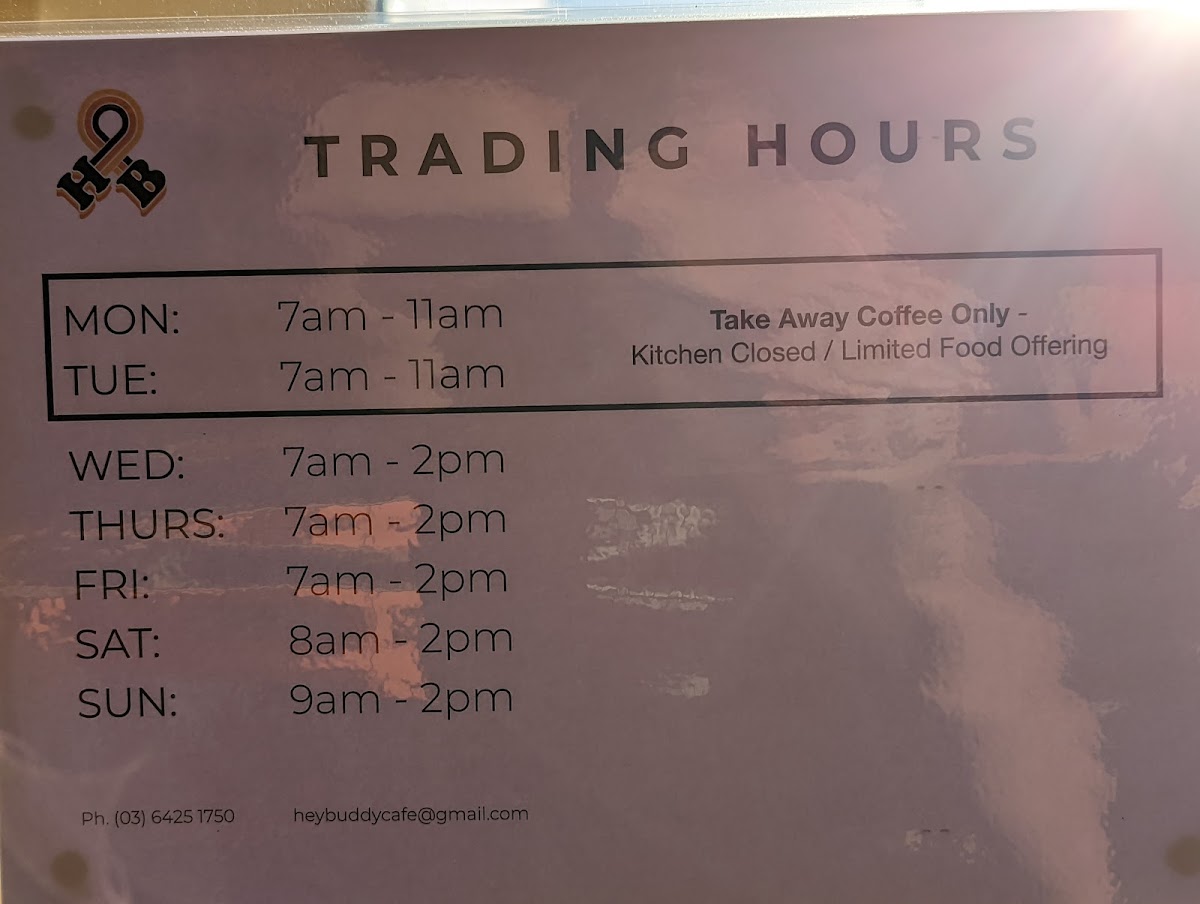 HB
TRADING HOURS
MON: 7am - 11am
TUE: 7am - 11am
Take Away Coffee Only -
Kitchen Closed / Limited Food Offering
WED: 7am - 2pm
THURS: 7am - 2pm
FRI: 7am - 2pm
SAT: 8am - 2pm
SUN: 9am - 2pm
Ph. (03) 6425 1750 heybuddycafe@gmail.com